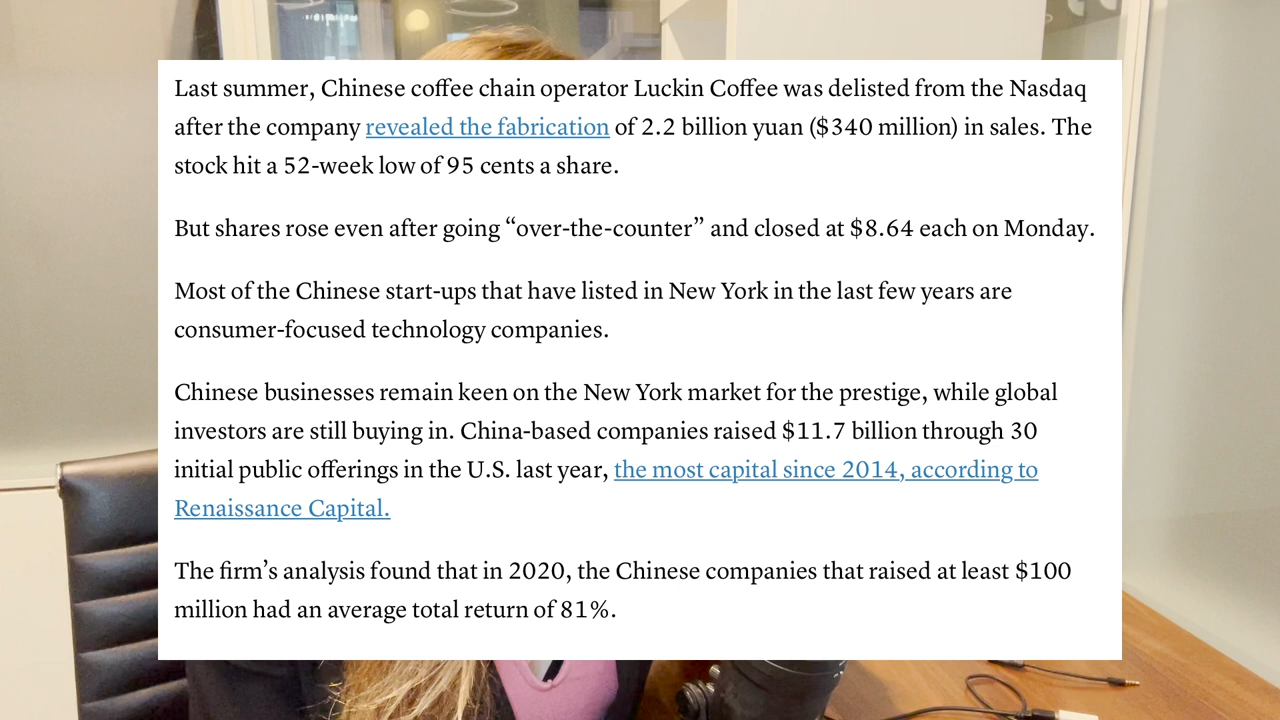 Last summer, Chinese coffee chain operator Luckin Coffee was delisted from the Nasdaq
after the company revealed the fabrication of 2.2 billion yuan ($340 million) in sales. The
stock hit a 52-week low of 95 cents a share.
But shares rose even after going “over-the-counter” and closed at $8.64 each on Monday.
Most of the Chinese start-ups that have listed in New York in the last few years are
consumer-focused technology companies.
Chinese businesses remain keen on the New York market for the prestige, while global
investors are still buying in. China-based companies raised $11.7 billion through 30
initial public offerings in the U.S. last year, the most capital since 2014, according to
Renaissance Capital.
The firm’s analysis found that in 2020, the Chinese companies that raised at least $100
million had an average total return of 81%.